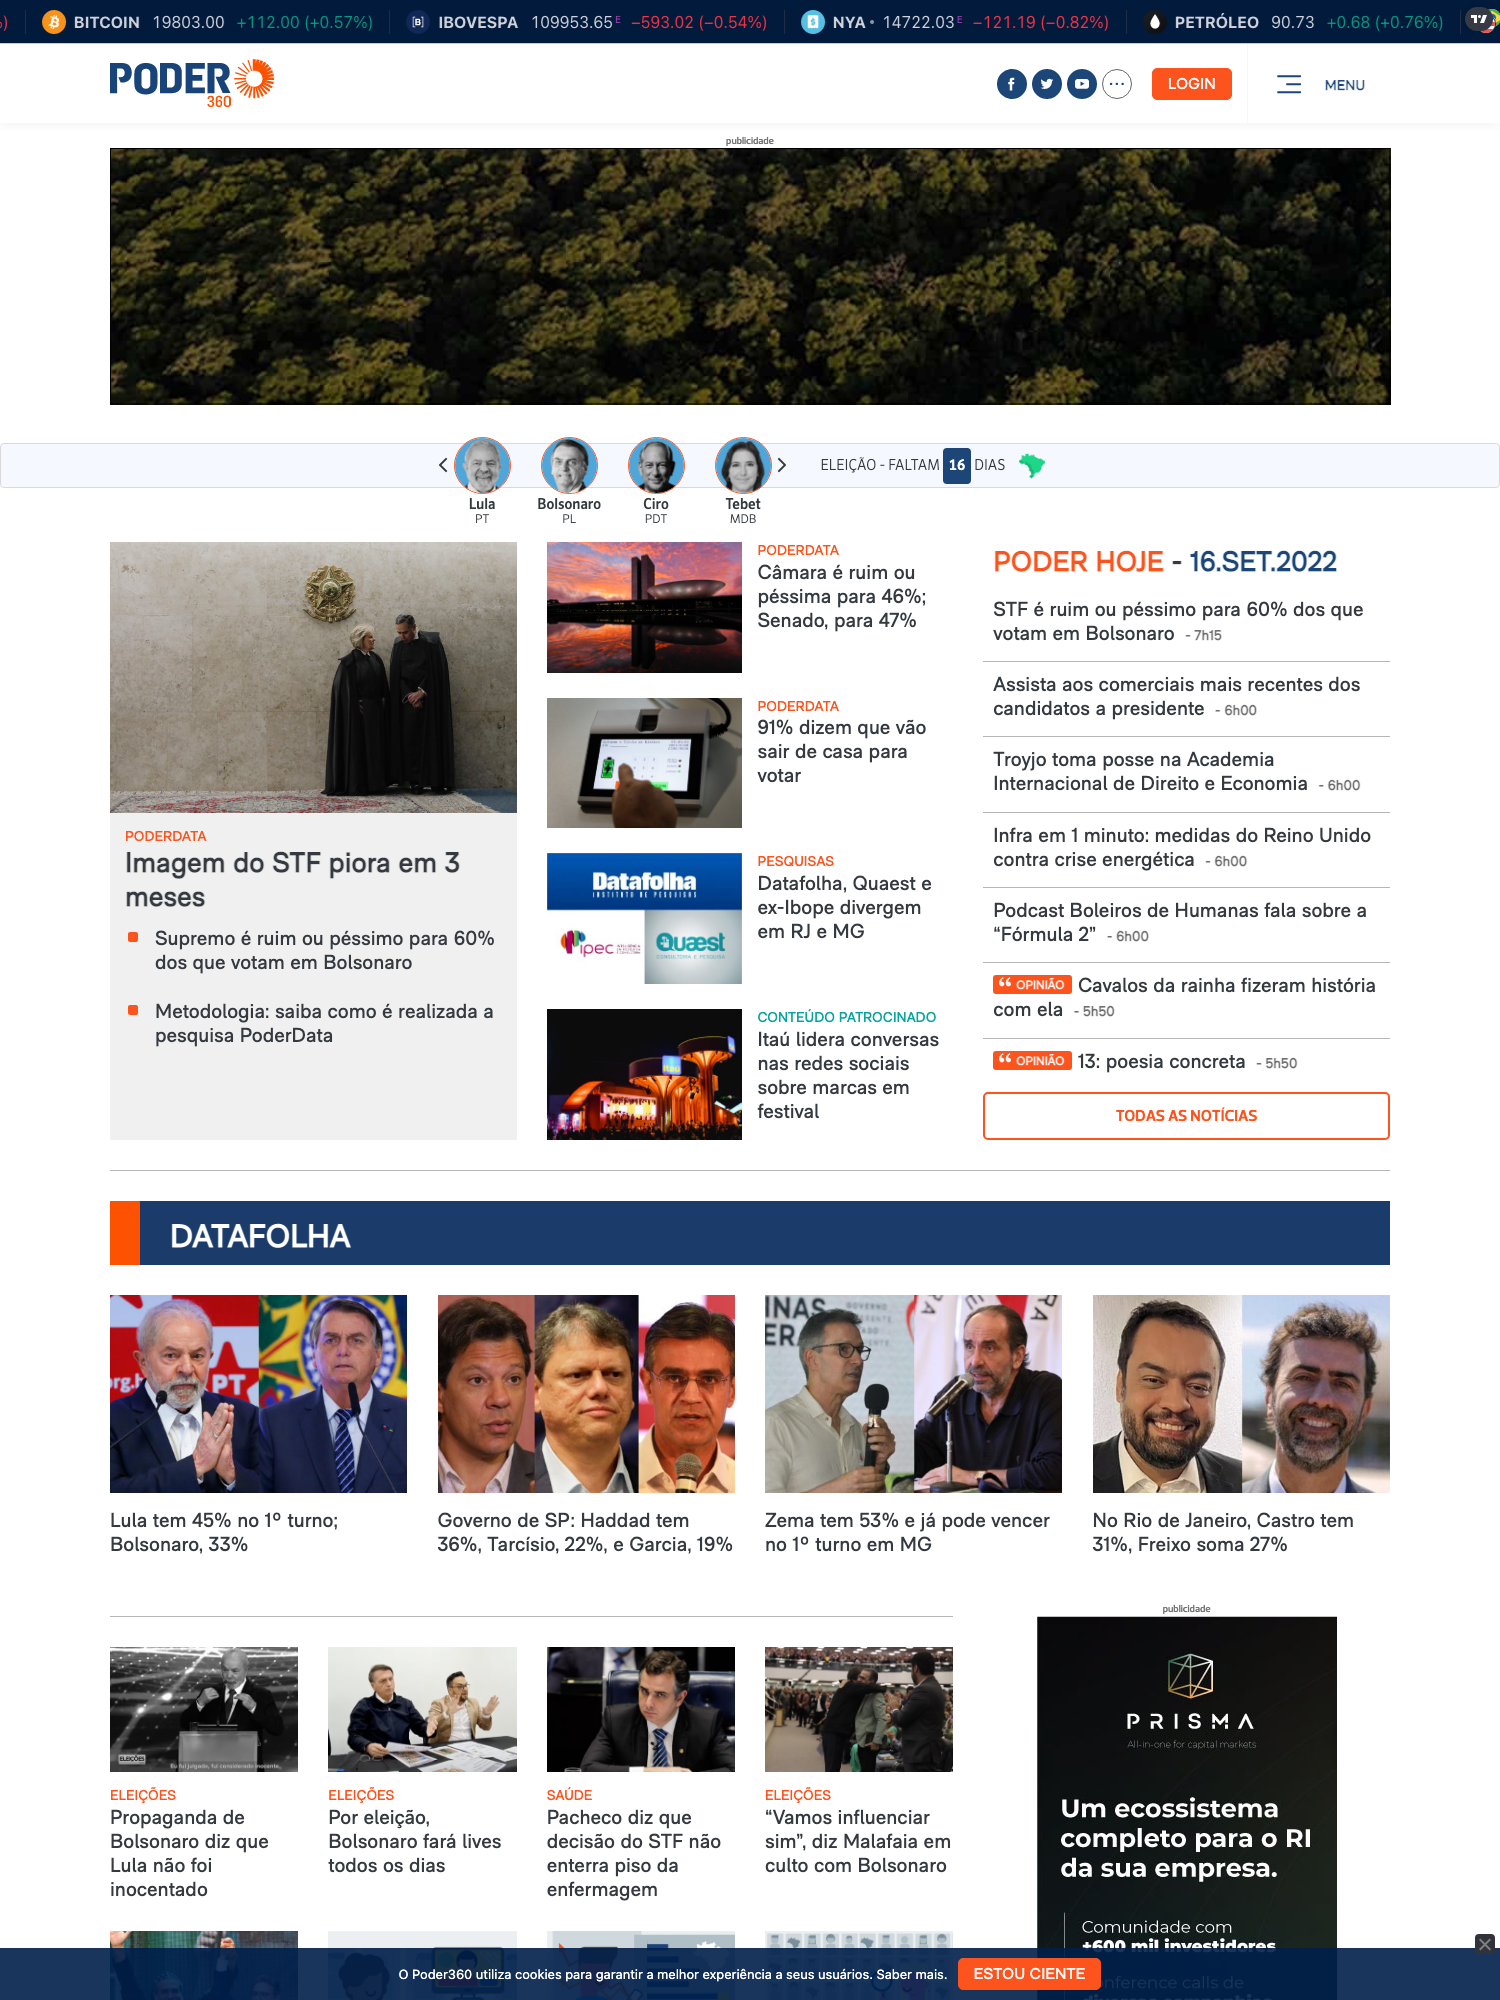 BITCOIN 19803.00 +112.00 (+0.57%)
IBOVESPA 109953.65 E −593.02 (−0.54%)
NYA 14722.03 E −121.19 (−0.82%)
PETRÓLEO 90.73 +0.68 (+0.76%)
PODER
360
LOGIN
MENU
publicidade
Lula
PT
Bolsonaro
PL
Ciro
PDT
Tebet
MDB
ELEIÇÃO - FALTAM 16 DIAS
PODERDATA
Imagem do STF piora em 3
meses
Supremo é ruim ou péssimo para 60%
dos que votam em Bolsonaro
Metodologia: saiba como é realizada a
pesquisa PoderData
PODERDATA
Câmara é ruim ou
péssima para 46%;
Senado, para 47%
PODERDATA
91% dizem que vão
sair de casa para
votar
Datafolha
INSTITUTO DE PESQUISAS
ipec
Quaest
CONSULTORIA E PESQUISA
PESQUISAS
Datafolha, Quaest e
ex-Ibope divergem
em RJ e MG
CONTEÚDO PATROCINADO
Itaú lidera conversas
nas redes sociais
sobre marcas em
festival
PODER HOJE - 16.SET.2022
STF é ruim ou péssimo para 60% dos que
votam em Bolsonaro - 7h15
Assista aos comerciais mais recentes dos
candidatos a presidente - 6h00
Troyjo toma posse na Academia
Internacional de Direito e Economia - 6h00
Infra em 1 minuto: medidas do Reino Unido
contra crise energética - 6h00
Podcast Boleiros de Humanas fala sobre a
“Fórmula 2” - 6h00
“ OPINIÃO Cavalos da rainha fizeram história
com ela - 5h50
“ OPINIÃO 13: poesia concreta - 5h50
TODAS AS NOTÍCIAS
DATAFOLHA
Lula tem 45% no 1º turno;
Bolsonaro, 33%
Governo de SP: Haddad tem
36%, Tarcísio, 22%, e Garcia, 19%
Zema tem 53% e já pode vencer
no 1º turno em MG
No Rio de Janeiro, Castro tem
31%, Freixo soma 27%
ELEIÇÕES
Propaganda de
Bolsonaro diz que
Lula não foi
inocentado
ELEIÇÕES
Por eleição,
Bolsonaro fará lives
todos os dias
SAÚDE
Pacheco diz que
decisão do STF não
enterra piso da
enfermagem
ELEIÇÕES
“Vamos influenciar
sim”, diz Malafaia em
culto com Bolsonaro
publicidade
PRISMA
All-in-one for capital markets
Um ecossistema
completo para o RI
da sua empresa.
Comunidade com
+600 mil investidores
O Poder360 utiliza cookies para garantir a melhor experiência a seus usuários. Saber mais.
ESTOU CIENTE